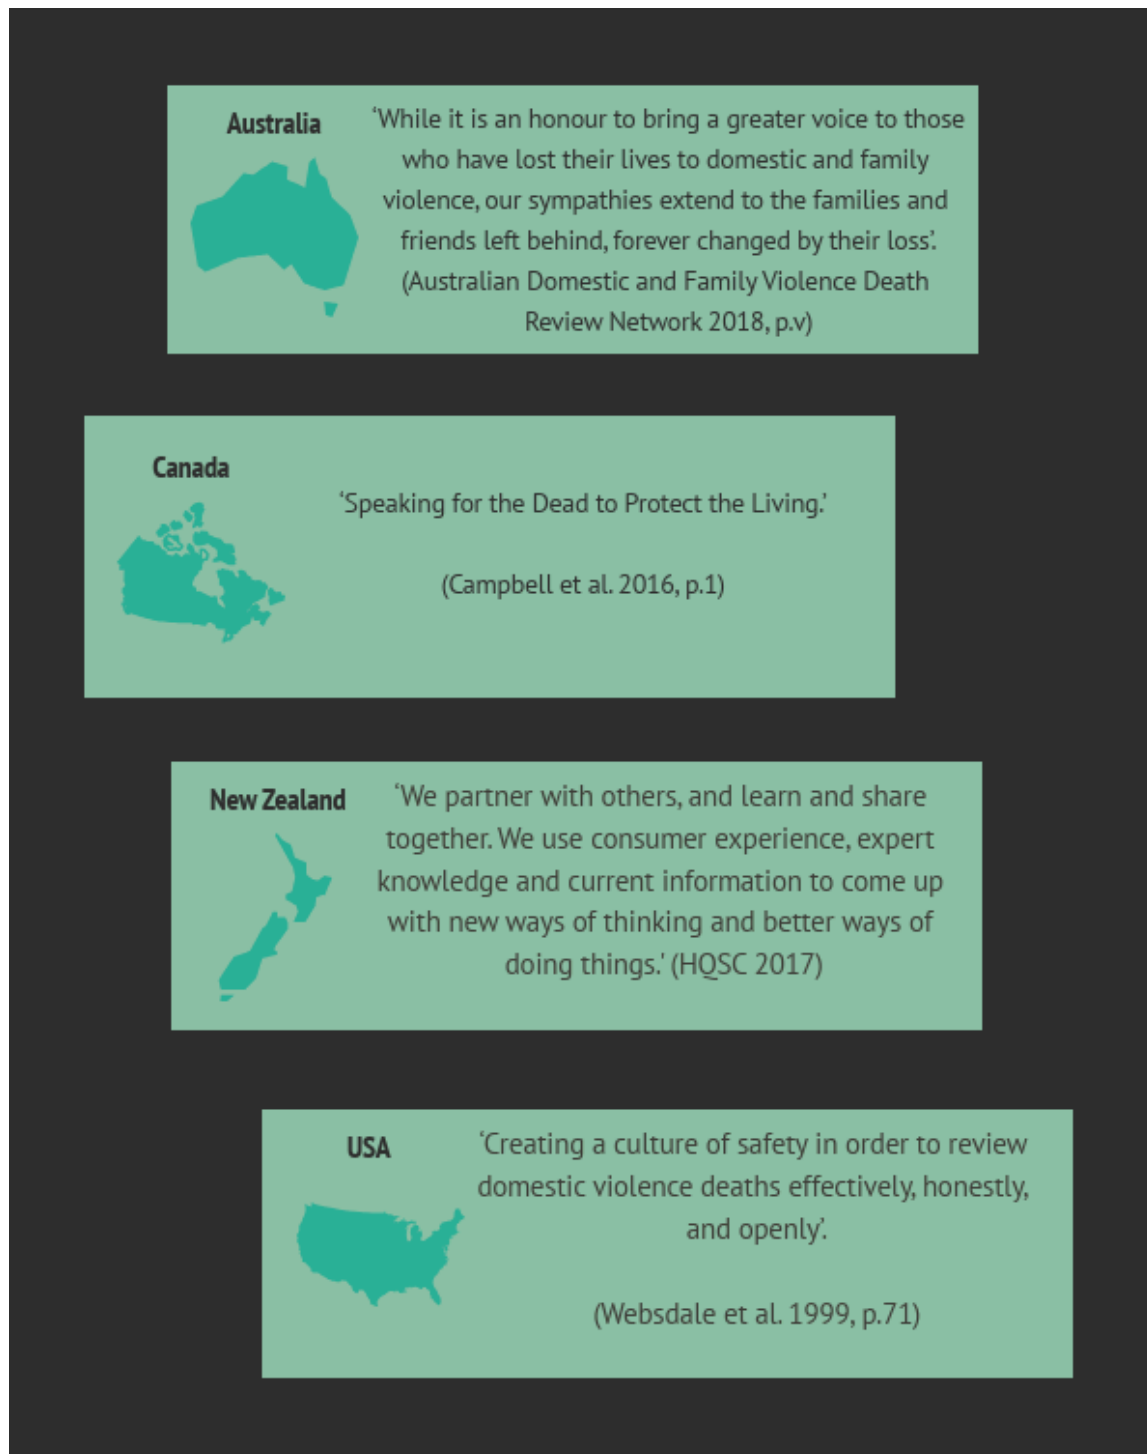 Australia
‘While it is an honour to bring a greater voice to those
who have lost their lives to domestic and family
violence, our sympathies extend to the families and
friends left behind, forever changed by their loss’.
(Australian Domestic and Family Violence Death
Review Network 2018, p.v)
Canada
‘Speaking for the Dead to Protect the Living.’
(Campbell et al. 2016, p.1)
New Zealand
‘We partner with others, and learn and share
together. We use consumer experience, expert
knowledge and current information to come up
with new ways of thinking and better ways of
doing things.' (HQSC 2017)
USA
‘Creating a culture of safety in order to review
domestic violence deaths effectively, honestly,
and openly’.
(Websdale et al. 1999, p.71)